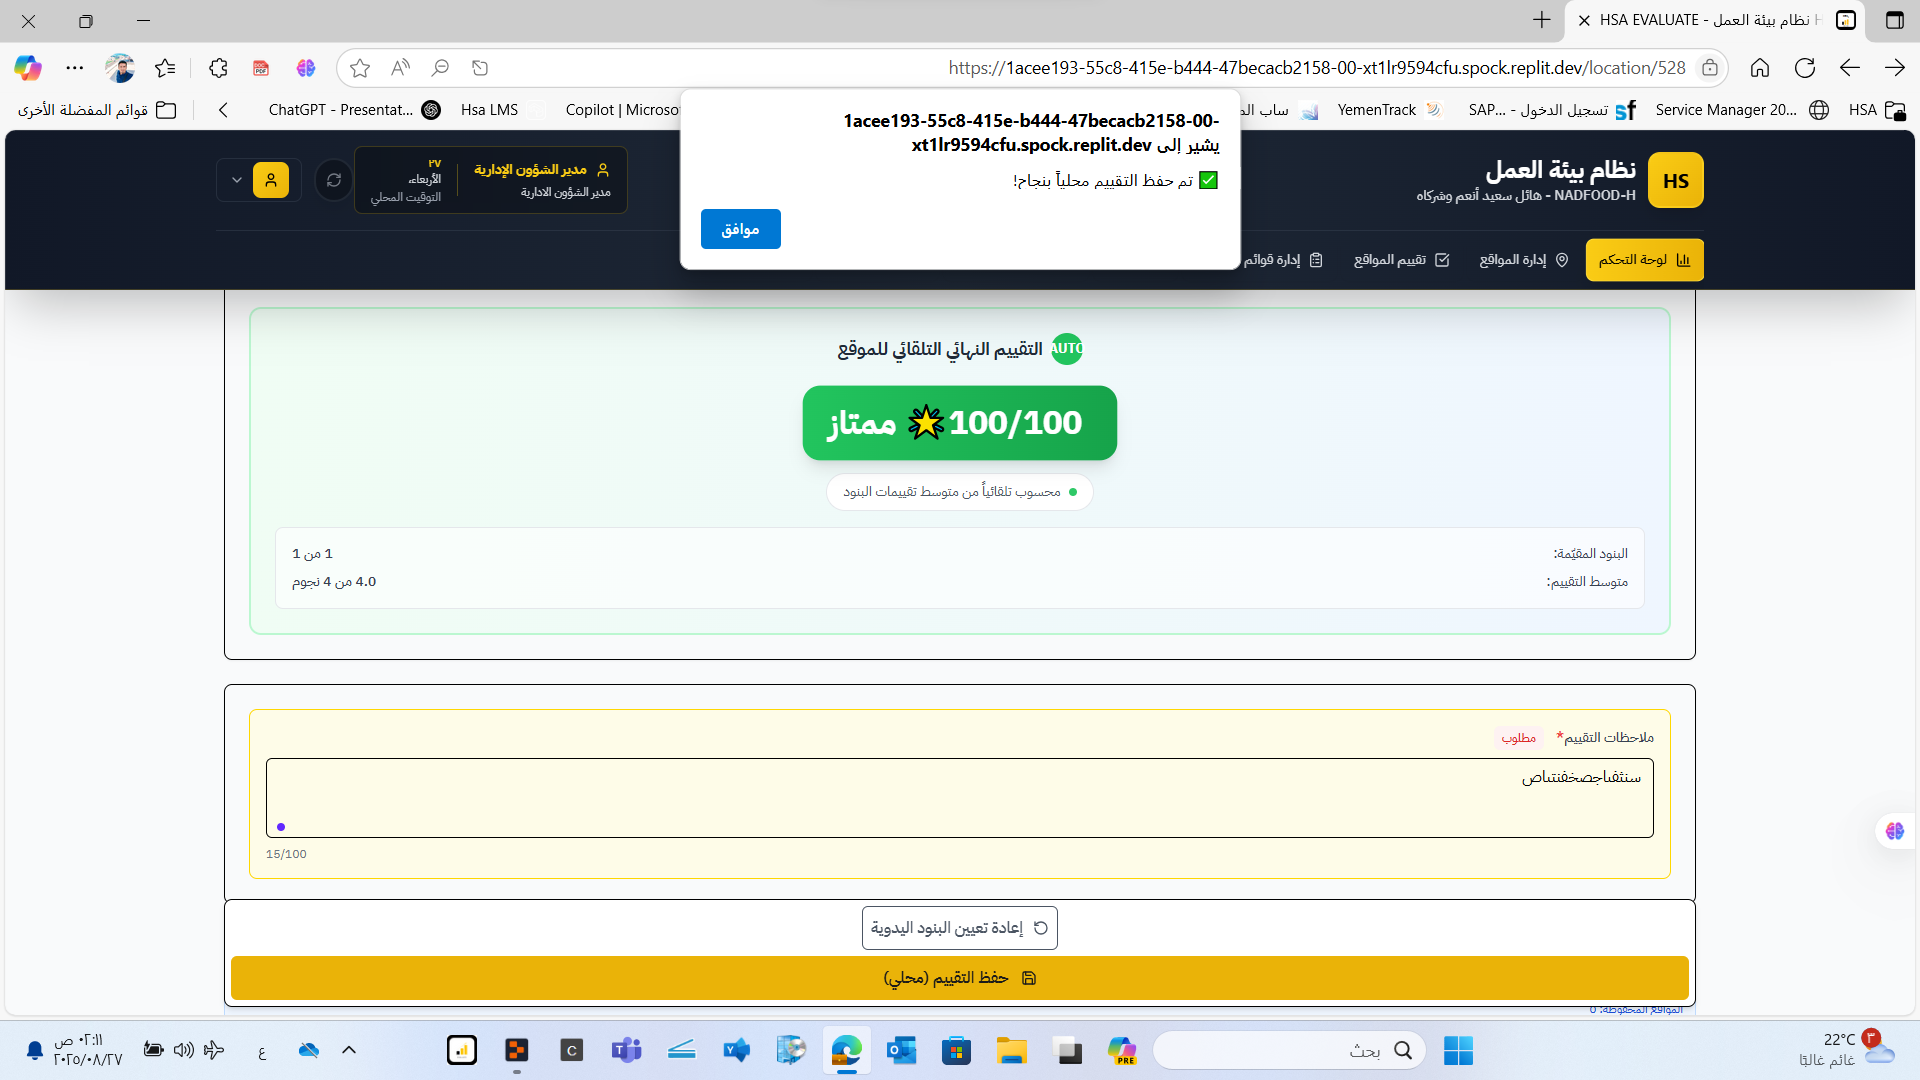 نظام بيئة العمل - HSA EVALUATE
https://1acee193-55c8-415e-b444-47becacb2158-00-xt1lr9594cfu.spock.replit.dev/location/528
HSA
Service Manager 20...
تسجيل الدخول - SAP...
YemenTrack
ساب
Copilot | Microso
Hsa LMS
ChatGPT - Presentat...
قوائم المفضلة الأخرى
1acee193-55c8-415e-b444-47becacb2158-00-
xt1lr9594cfu.spock.replit.dev يشير إلى
✅ تم حفظ التقييم محلياً بنجاح!
موافق
HS
نظام بيئة العمل
NADFOOD-H - هائل سعيد أنعم وشركاه
مدير الشؤون الإدارية
مدير الشؤون الادارية
٢٧
الأربعاء،
التوقيت المحلي
لوحة التحكم
إدارة المواقع
تقييم المواقع
إدارة قوائم
AUTO
التقييم النهائي التلقائي للموقع
100/100 🌟 ممتاز
محسوب تلقائياً من متوسط تقييمات البنود
البنود المقيّمة:
1 من 1
متوسط التقييم:
4.0 من 4 نجوم
ملاحظات التقييم* مطلوب
سنثفباجصخفنتباص
15/100
إعادة تعيين البنود اليدوية
حفظ التقييم (محلي)
المواقع المحفوظة: 0
22°C
غائم غالبًا
٣
بحث
PRE
C
ع
٠٢:١١ ص
٢٠٢٥/٠٨/٢٧